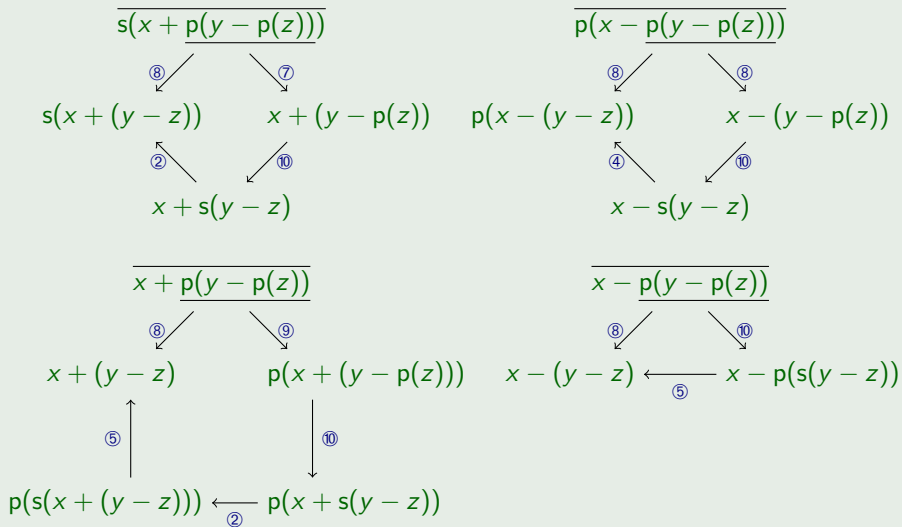 s(x + p(y − p(z)))
⑧ ⑦
s(x + (y − z)) x + (y − p(z))
② ⑩
x + s(y − z)
p(x − p(y − p(z)))
⑧ ⑧
p(x − (y − z)) x − (y − p(z))
④ ⑩
x − s(y − z)
x + p(y − p(z))
⑧ ⑨
x + (y − z) p(x + (y − p(z)))
⑤ ⑩
p(s(x + (y − z))) p(x + s(y − z))
②
x − p(y − p(z))
⑧ ⑩
x − (y − z) x − p(s(y − z))
⑤